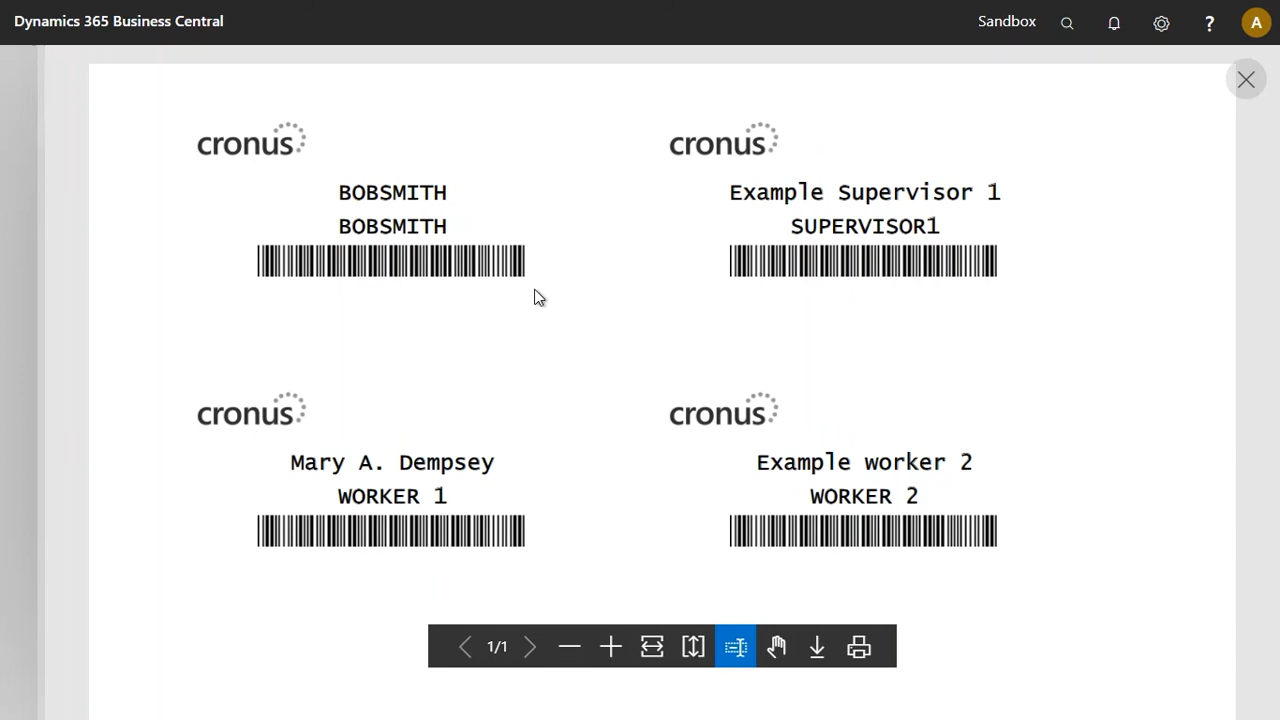 Dynamics 365 Business Central
Sandbox
?
A
cronus
BOBSMITH
BOBSMITH
cronus
Example Supervisor 1
SUPERVISOR1
cronus
Mary A. Dempsey
WORKER 1
cronus
Example worker 2
WORKER 2
1/1